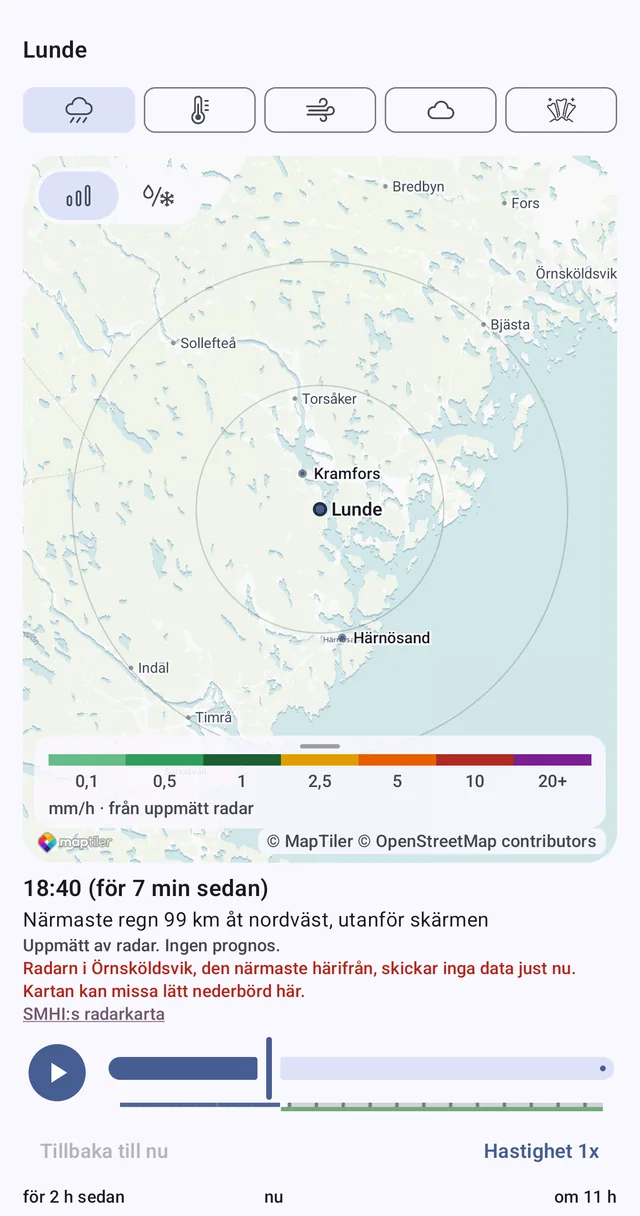 Lunde
Bredbyn
Fors
Örnsköldsvik
Bjästa
Sollefteå
Torsåker
Kramfors
Lunde
Härnösand
Indäl
Timrå
0,1 0,5 1 2,5 5 10 20+
mm/h · från uppmätt radar
maptiler © MapTiler © OpenStreetMap contributors
18:40 (för 7 min sedan)
Närmaste regn 99 km åt nordväst, utanför skärmen
Uppmätt av radar. Ingen prognos.
Radarn i Örnsköldsvik, den närmaste härifrån, skickar inga data just nu.
Kartan kan missa lätt nederbörd här.
SMHI:s radarkarta
Tillbaka till nu Hastighet 1x
för 2 h sedan nu om 11 h